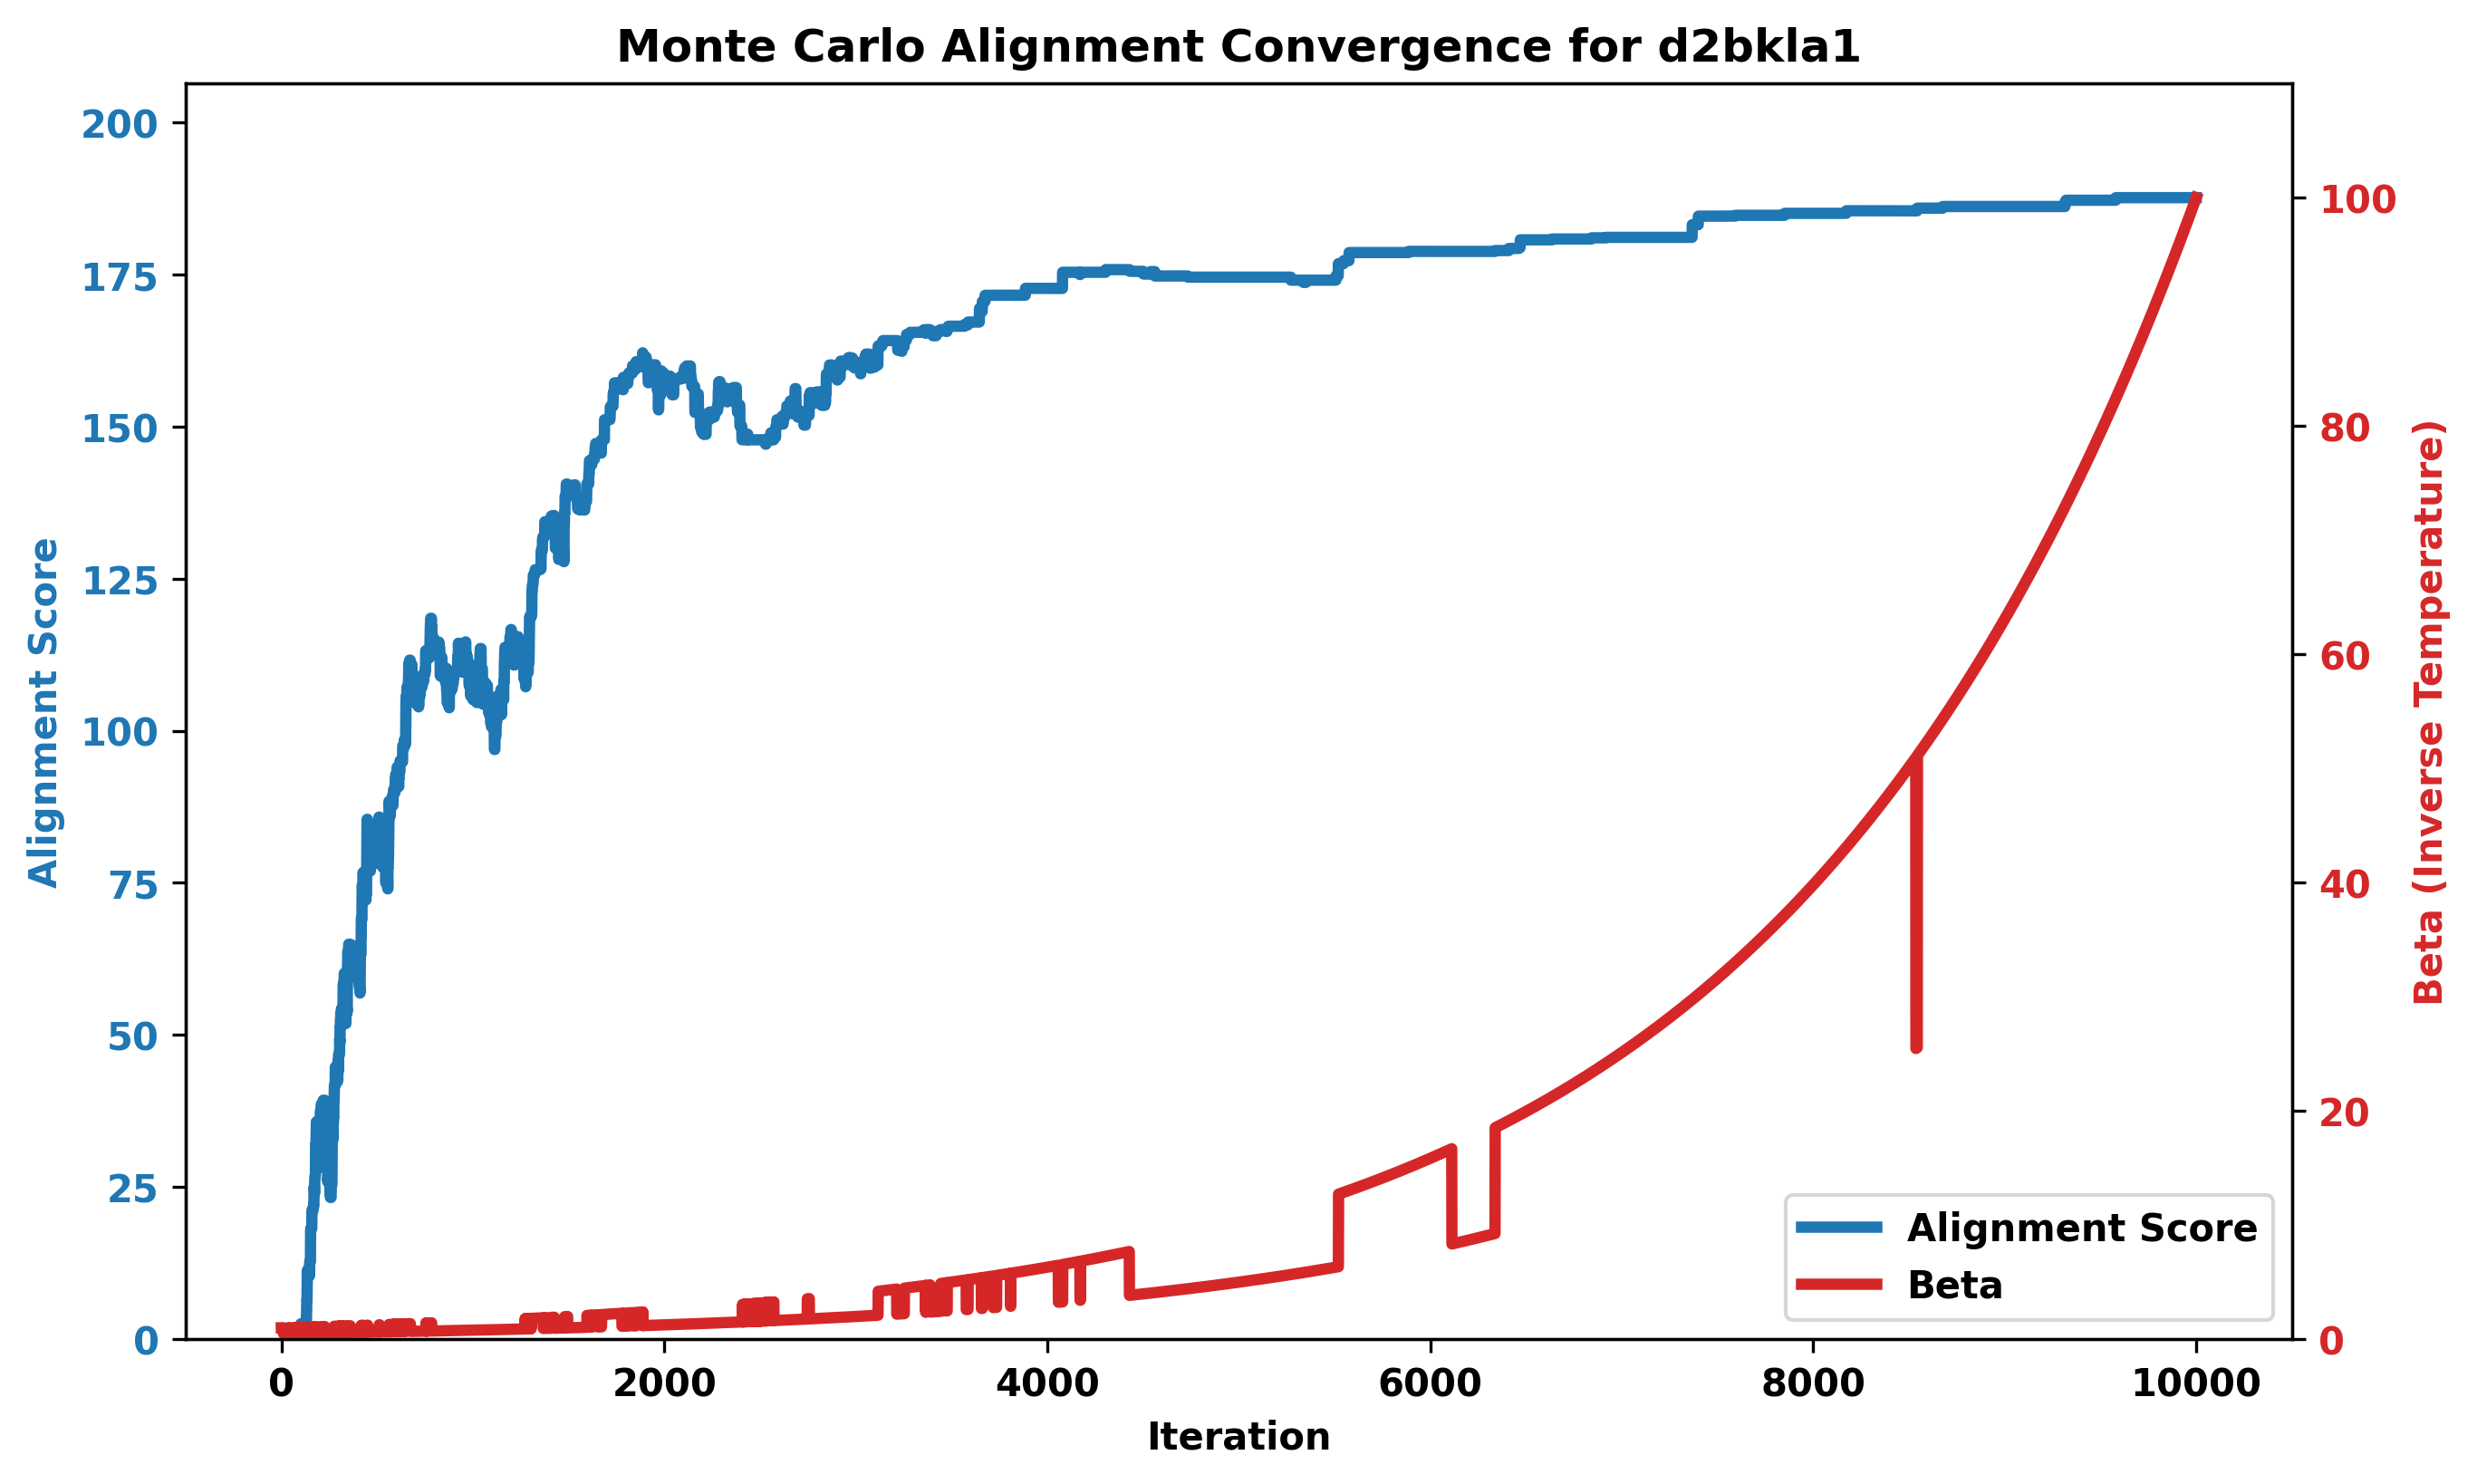 Monte Carlo Alignment Convergence for d2bkla1
200
175
150
125
100
75
50
25
0
Alignment Score
100
80
60
40
20
0
Beta (Inverse Temperature)
Alignment Score
Beta
0 2000 4000 6000 8000 10000
Iteration